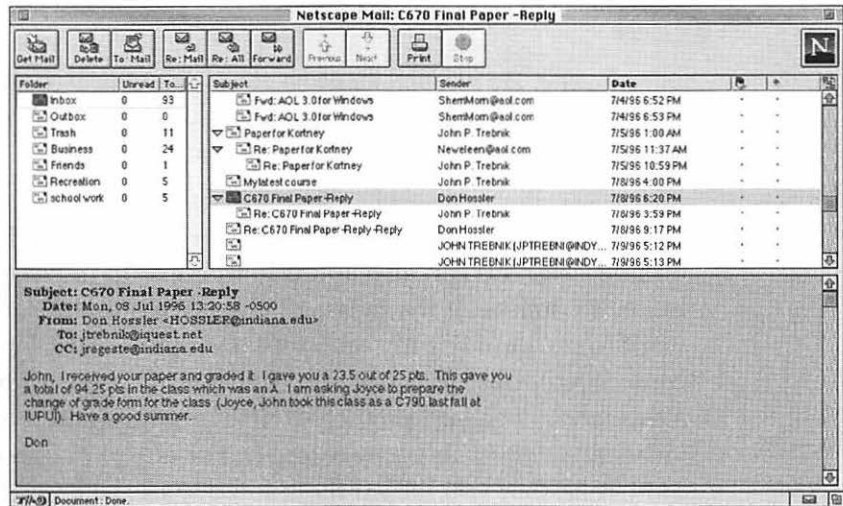 Netscape Mail: C670 Final Paper -Reply
Get Mail Delete To: Mail Re: Mail Re: All Forward Previous Next Print Stop N
Folder Unread To...
Inbox 0 93
Outbox 0 0
Trash 0 11
Business 0 24
Friends 0 1
Recreation 0 5
school work 0 5
Subject Sender Date
Fwd: AOL 3.0 for Windows SherriMom@aol.com 7/4/96 6:52 PM
Fwd: AOL 3.0 for Windows SherriMom@aol.com 7/4/96 6:53 PM
Paper for Kortney John P. Trebnik 7/5/96 1:00 AM
Re: Paper for Kortney Neweleen@aol.com 7/5/96 11:37 AM
Re: Paper for Kortney John P. Trebnik 7/5/96 10:59 PM
My latest course John P. Trebnik 7/8/96 4:00 PM
C670 Final Paper -Reply Don Hossler 7/8/96 6:20 PM
Re: C670 Final Paper -Reply John P. Trebnik 7/8/96 3:59 PM
Re: C670 Final Paper -Reply -Reply Don Hossler 7/8/96 9:17 PM
JOHN TREBNIK (JPTREBNI@INDY... 7/9/96 5:12 PM
JOHN TREBNIK (JPTREBNI@INDY... 7/9/96 5:13 PM
Subject: C670 Final Paper -Reply
Date: Mon, 08 Jul 1996 13:20:58 -0500
From: Don Hossler <HOSSLER@indiana.edu>
To: jtrebnik@iquest.net
CC: jregeste@indiana.edu
John, I received your paper and graded it. I gave you a 23.5 out of 25 pts. This gave you
a total of 94.25 pts in the class which was an A. I am asking Joyce to prepare the
change of grade form for the class (Joyce, John took this class as a C790 last fall at
IUPUI). Have a good summer.
Don
Document: Done.